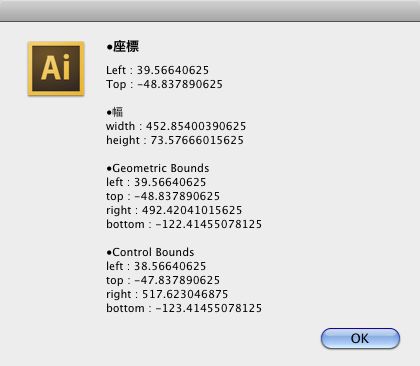 ●座標
Ai
Left : 39.56640625
Top : -48.837890625
●幅
width : 452.85400390625
height : 73.57666015625
●Geometric Bounds
left : 39.56640625
top : -48.837890625
right : 492.42041015625
bottom : -122.41455078125
●Control Bounds
left : 38.56640625
top : -47.837890625
right : 517.623046875
bottom : -123.41455078125
OK